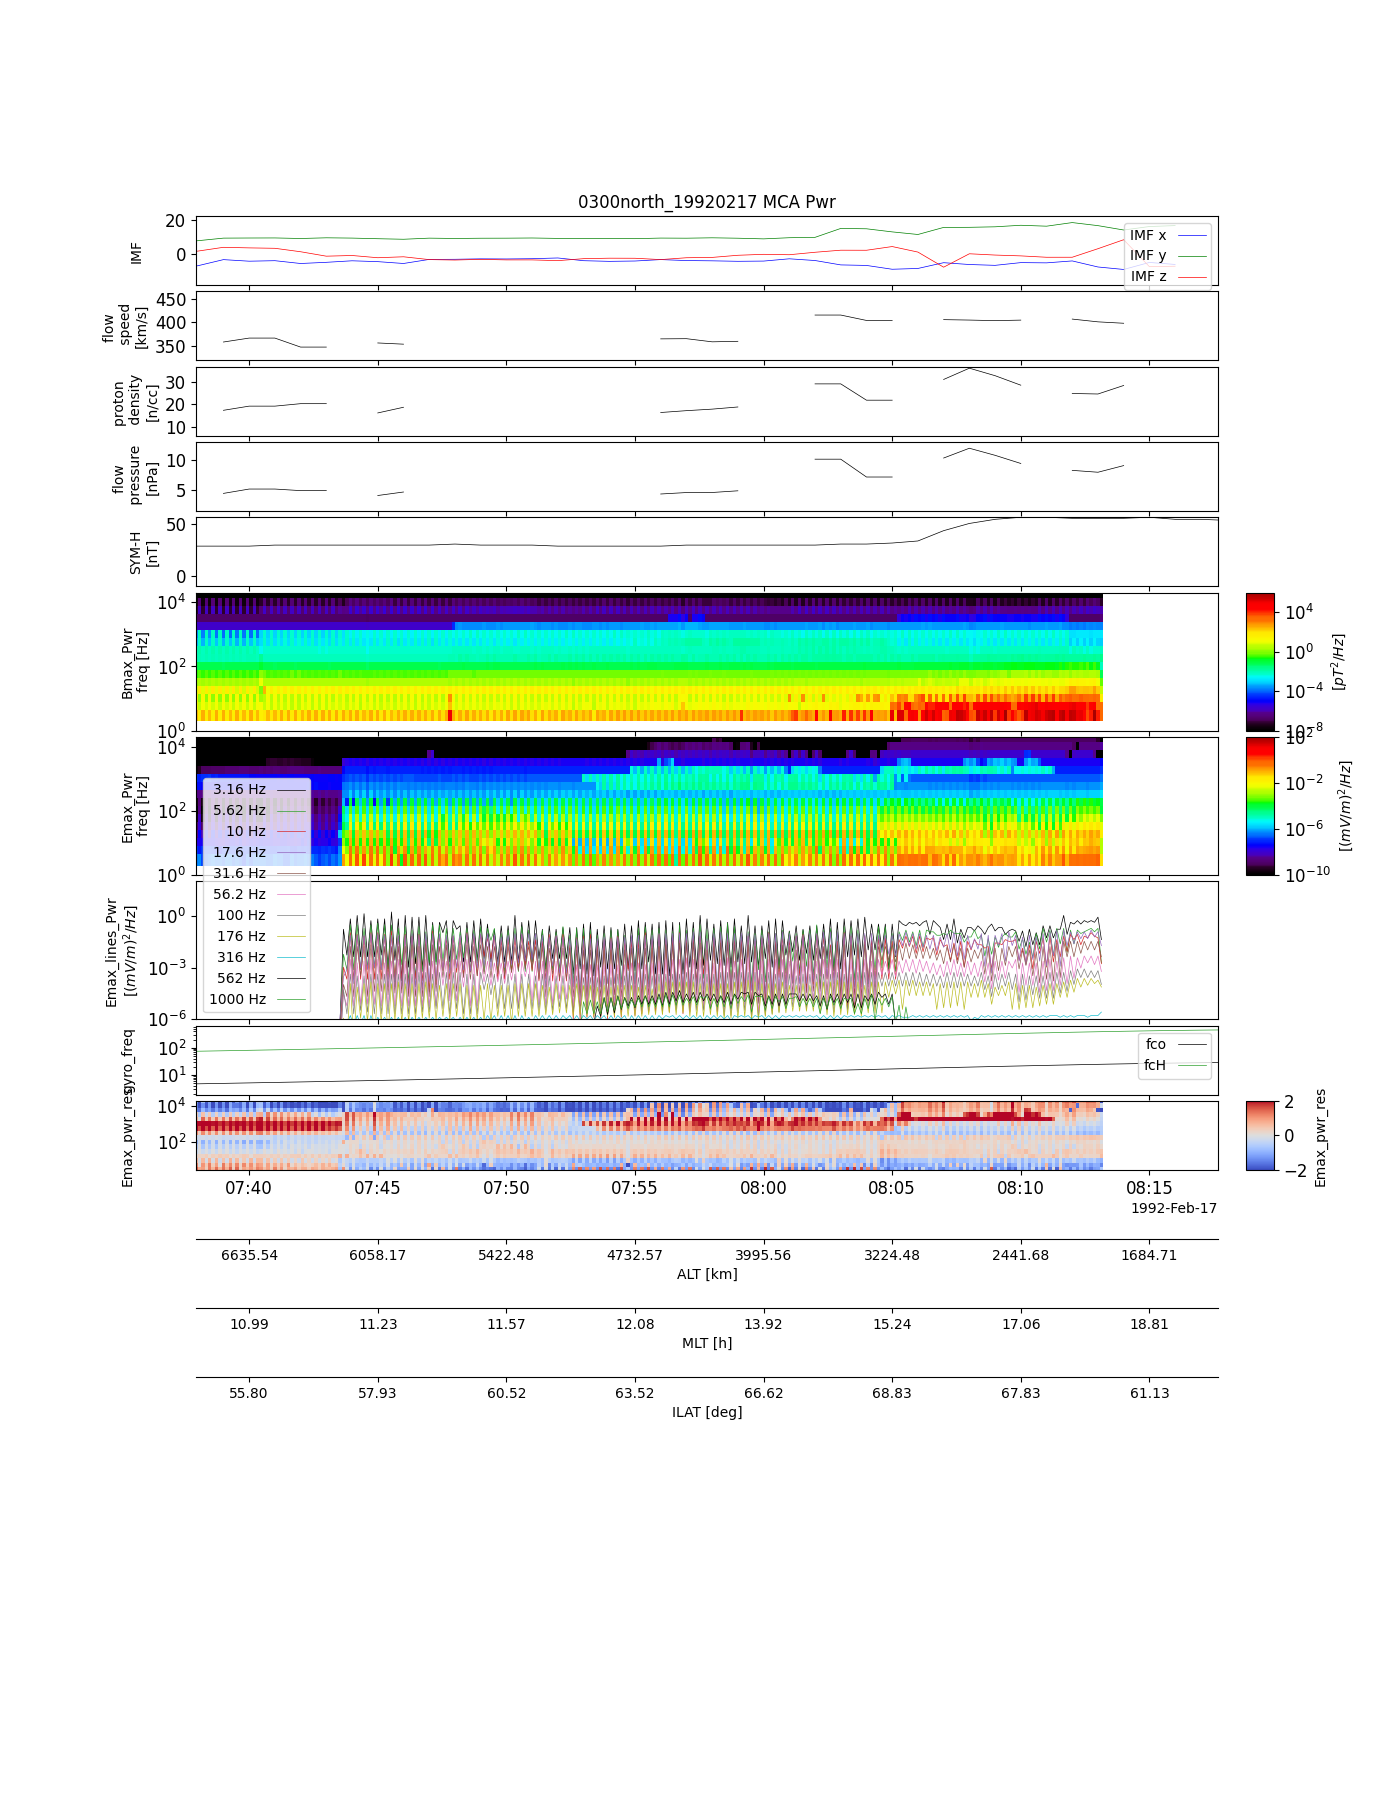 0300north_19920217 MCA Pwr
20
0
IMF
IMF x
IMF y
IMF z
450
400
350
flow
speed
[km/s]
30
20
10
proton
density
[n/cc]
10
5
flow
pressure
[nPa]
50
0
SYM-H
[nT]
10^4
10^2
10^0
Bmax_Pwr
freq [Hz]
10^4
10^0
10^-4
10^-8
[pT^2/Hz]
10^4
10^2
10^0
Emax_Pwr
freq [Hz]
10^2
10^-2
10^-6
10^-10
[(mV/m)^2/Hz]
3.16 Hz
5.62 Hz
10 Hz
17.6 Hz
31.6 Hz
56.2 Hz
100 Hz
176 Hz
316 Hz
562 Hz
1000 Hz
10^0
10^-3
10^-6
Emax_lines_Pwr
[(mV/m)^2/Hz]
10^2
10^1
gyro_freq
fco
fcH
10^4
10^2
Emax_pwr_res
2
0
−2
Emax_pwr_res
07:40 07:45 07:50 07:55 08:00 08:05 08:10 08:15
1992-Feb-17
6635.54 6058.17 5422.48 4732.57 3995.56 3224.48 2441.68 1684.71
ALT [km]
10.99 11.23 11.57 12.08 13.92 15.24 17.06 18.81
MLT [h]
55.80 57.93 60.52 63.52 66.62 68.83 67.83 61.13
ILAT [deg]